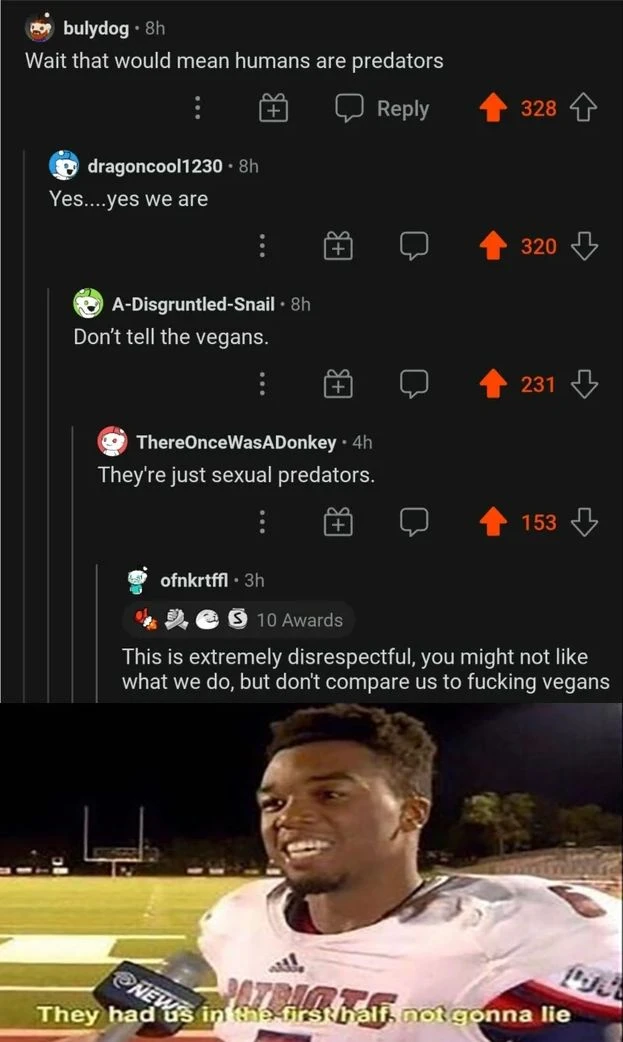 bulydog • 8h
Wait that would mean humans are predators
Reply 328
dragoncool1230 • 8h
Yes....yes we are
320
A-Disgruntled-Snail • 8h
Don't tell the vegans.
231
ThereOnceWasADonkey • 4h
They're just sexual predators.
153
ofnkrtffl • 3h
S 10 Awards
This is extremely disrespectful, you might not like
what we do, but don't compare us to fucking vegans
NEWS
PATRIOTS
They had us in the first half, not gonna lie